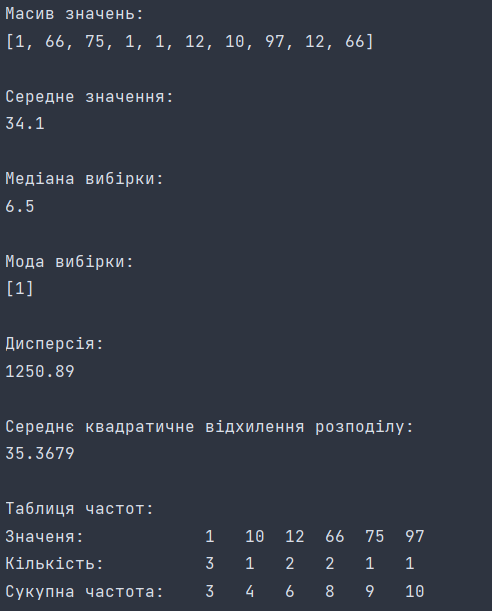 Масив значень:
[1, 66, 75, 1, 1, 12, 10, 97, 12, 66]
Середне значення:
34.1
Медіана вибірки:
6.5
Мода вибірки:
[1]
Дисперсія:
1250.89
Середнє квадратичне відхилення розподілу:
35.3679
Таблиця частот:
Значеня: 1 10 12 66 75 97
Кількість: 3 1 2 2 1 1
Сукупна частота: 3 4 6 8 9 10